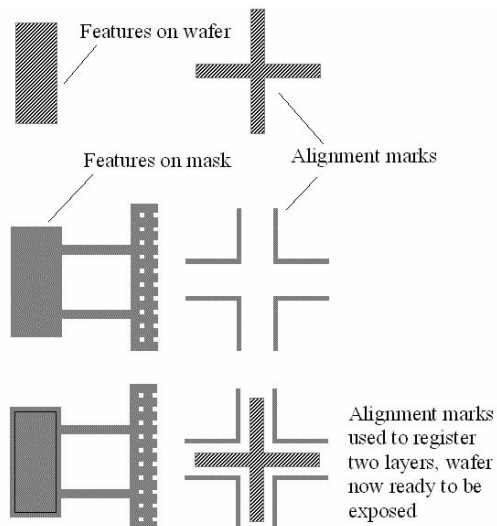 Features on wafer
Features on mask
Alignment marks
Alignment marks
used to register
two layers, wafer
now ready to be
exposed